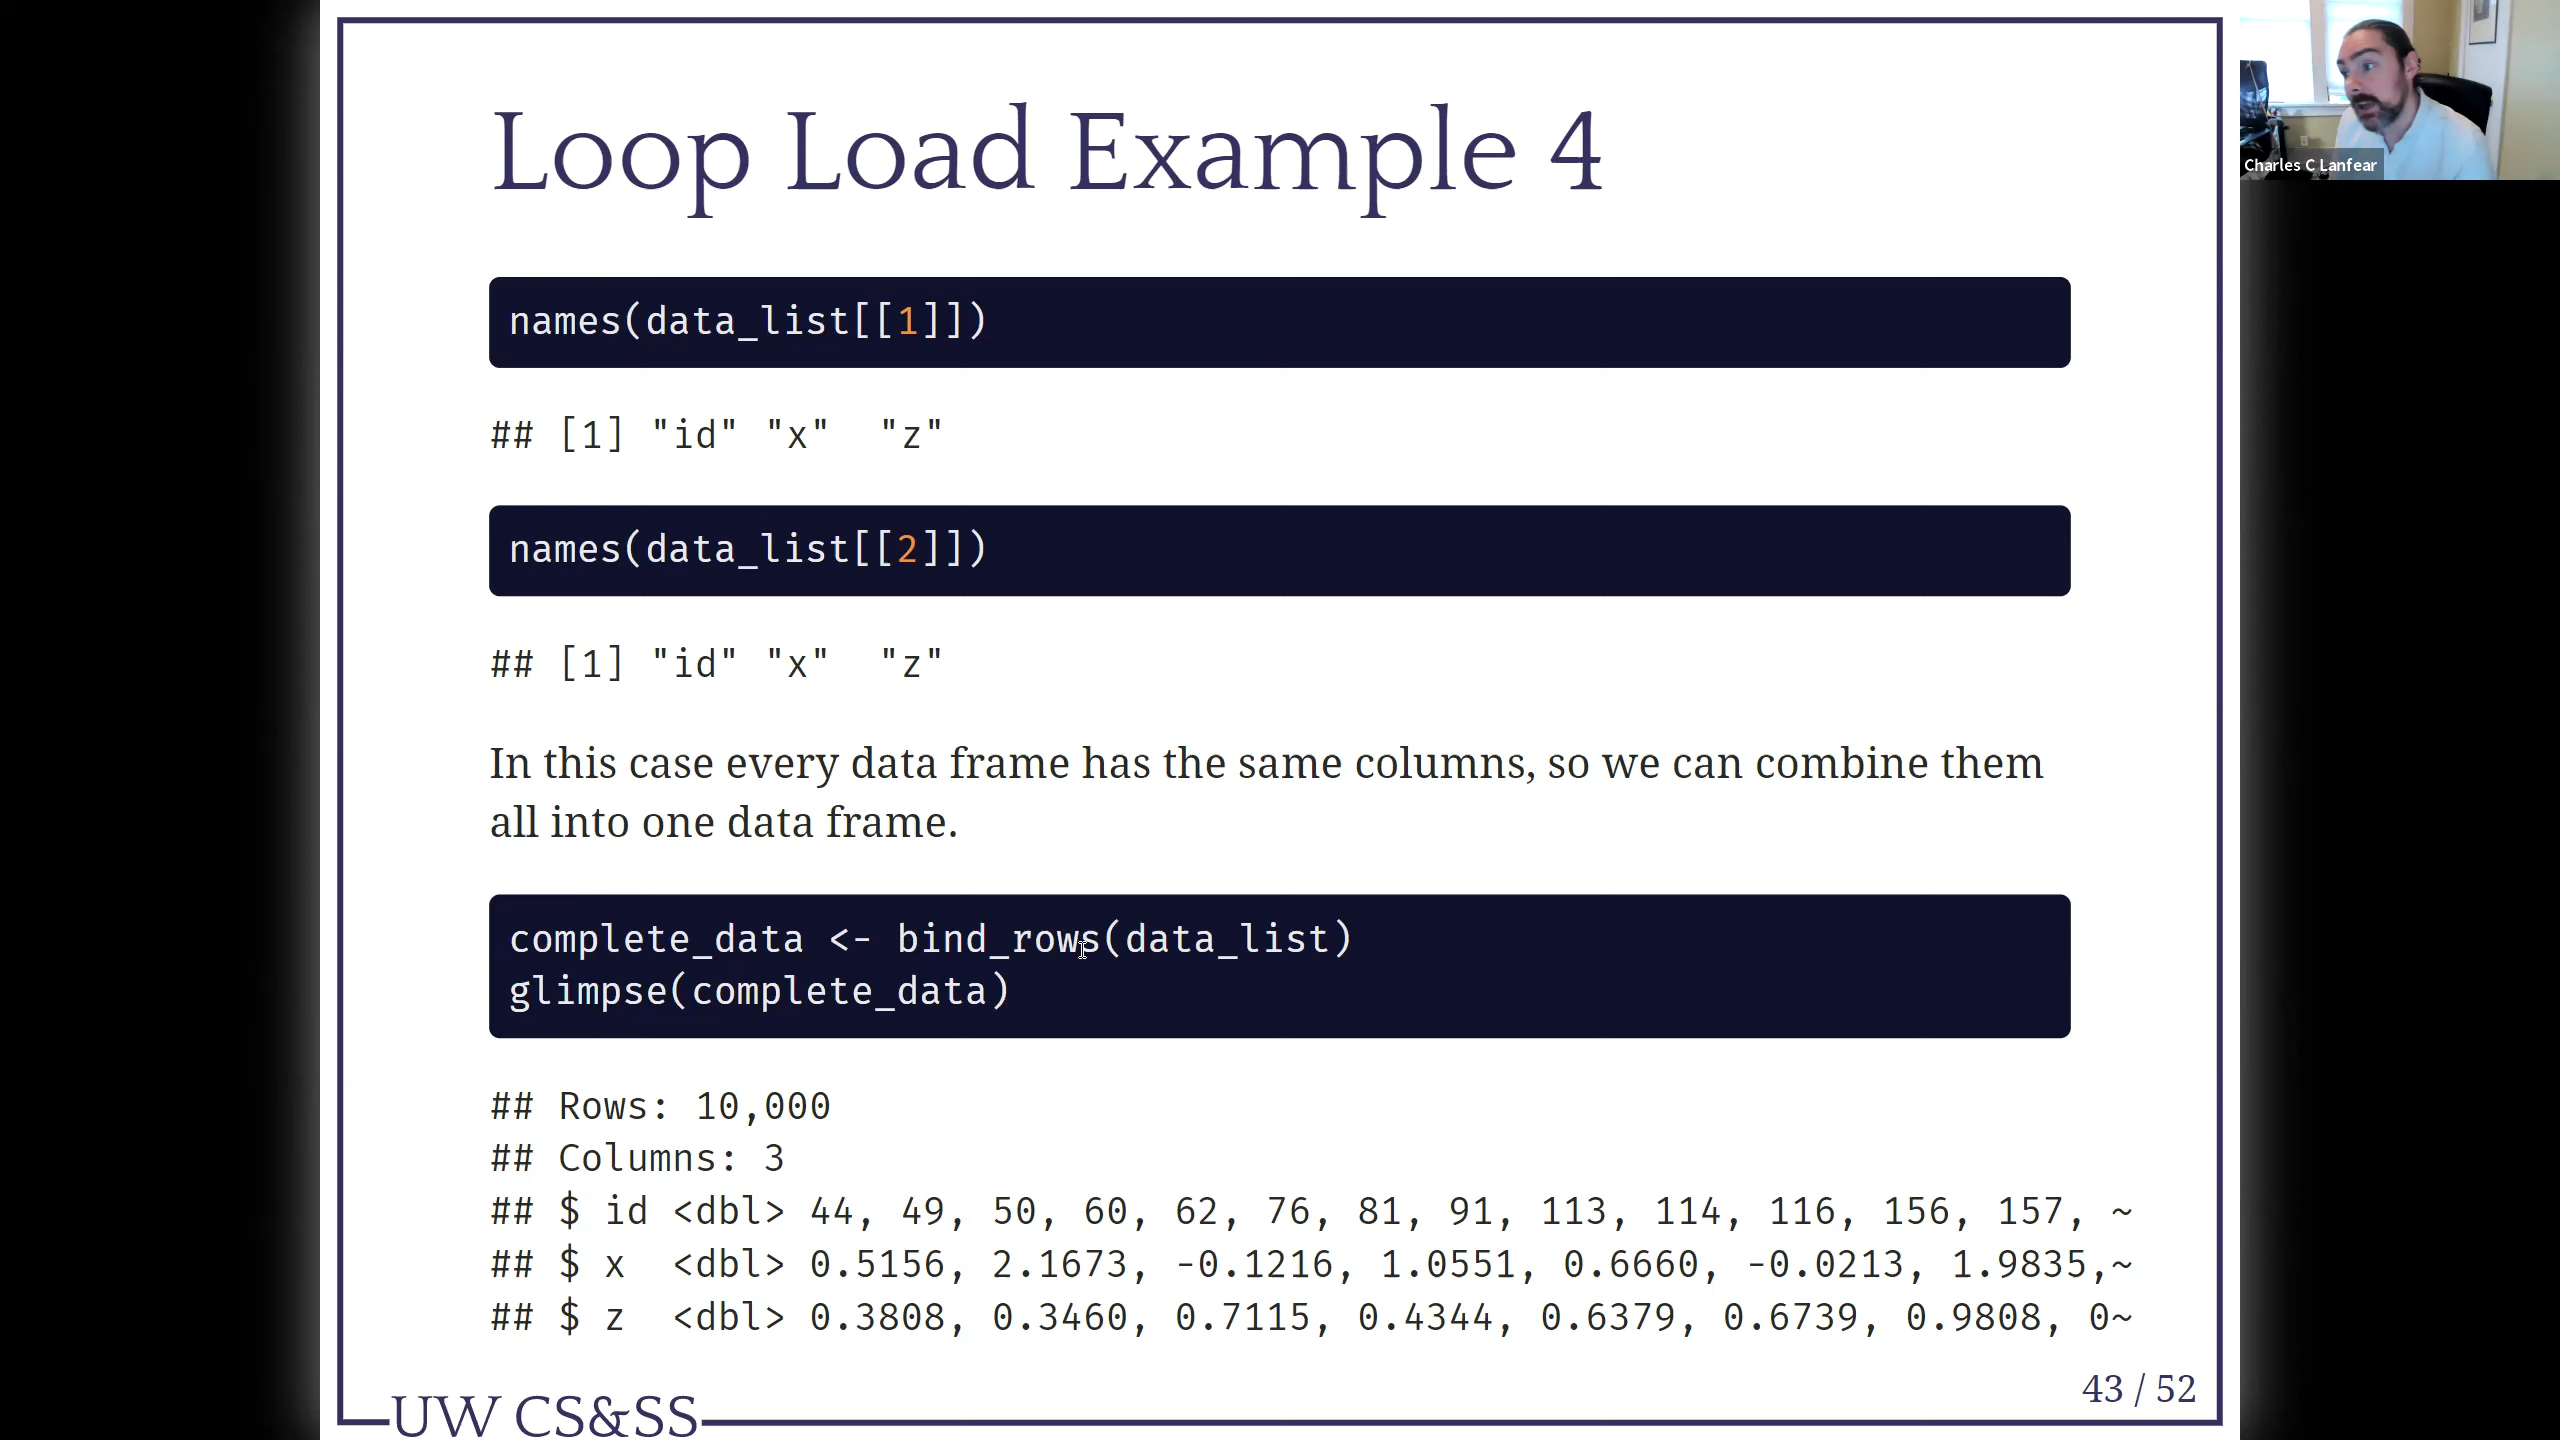 Loop Load Example 4
Charles C Lanfear
names(data_list[[1]])
## [1] "id" "x"  "z"
names(data_list[[2]])
## [1] "id" "x"  "z"
In this case every data frame has the same columns, so we can combine them
all into one data frame.
complete_data <- bind_rows(data_list)
glimpse(complete_data)
## Rows: 10,000
## Columns: 3
## $ id <dbl> 44, 49, 50, 60, 62, 76, 81, 91, 113, 114, 116, 156, 157, ~
## $ x  <dbl> 0.5156, 2.1673, -0.1216, 1.0551, 0.6660, -0.0213, 1.9835,~
## $ z  <dbl> 0.3808, 0.3460, 0.7115, 0.4344, 0.6379, 0.6739, 0.9808, 0~
43 / 52
UW CS&SS